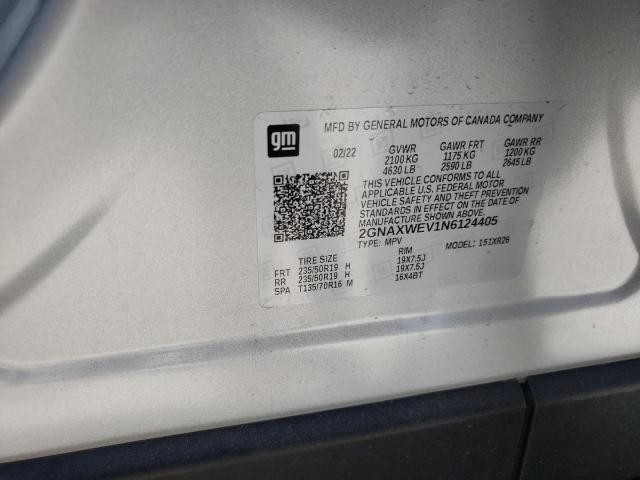 MFD BY GENERAL MOTORS OF CANADA COMPANY
gm
02/22 GVWR GAWR FRT GAWR RR
2100 KG 1175 KG 1200 KG
4630 LB 2590 LB 2645 LB
THIS VEHICLE CONFORMS TO ALL
APPLICABLE U.S. FEDERAL MOTOR
VEHICLE SAFETY AND THEFT PREVENTION
STANDARDS IN EFFECT ON THE
DATE OF MANUFACTURE SHOWN
ABOVE.
2GNAXWEV1N6124405
TYPE: MPV MODEL: 151XR26
TIRE SIZE RIM
FRT 235/50R19 H 19X7.5J
RR 235/50R19 H 19X7.5J
SPA T135/70R16 M 16X4BT